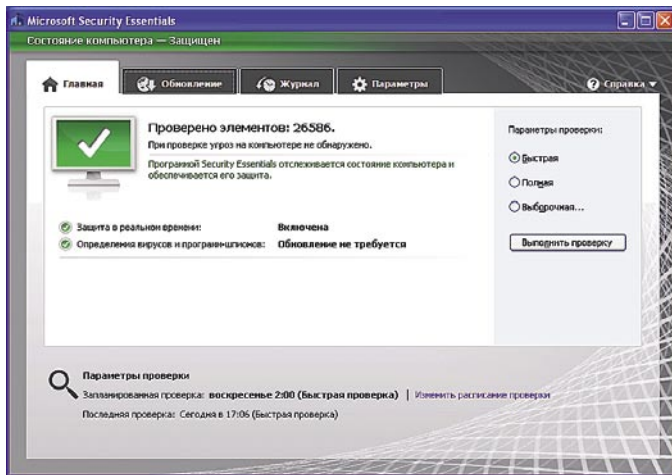 Microsoft Security Essentials
Состояние компьютера — Защищен
Главная Обновление Журнал Параметры Справка
Проверено элементов: 26586.
При проверке угроз на компьютере не обнаружено.
Программой Security Essentials отслеживается состояние компьютера и
обеспечивается его защита.
Защита в реальном времени: Включена
Определения вирусов и программ-шпионов: Обновление не требуется
Параметры проверки:
Быстрая
Полная
Выборочная...
Выполнить проверку
Параметры проверки
Запланированная проверка: воскресенье 2:00 (Быстрая проверка) | Изменить расписание проверки
Последняя проверка: Сегодня в 17:06 (Быстрая проверка)